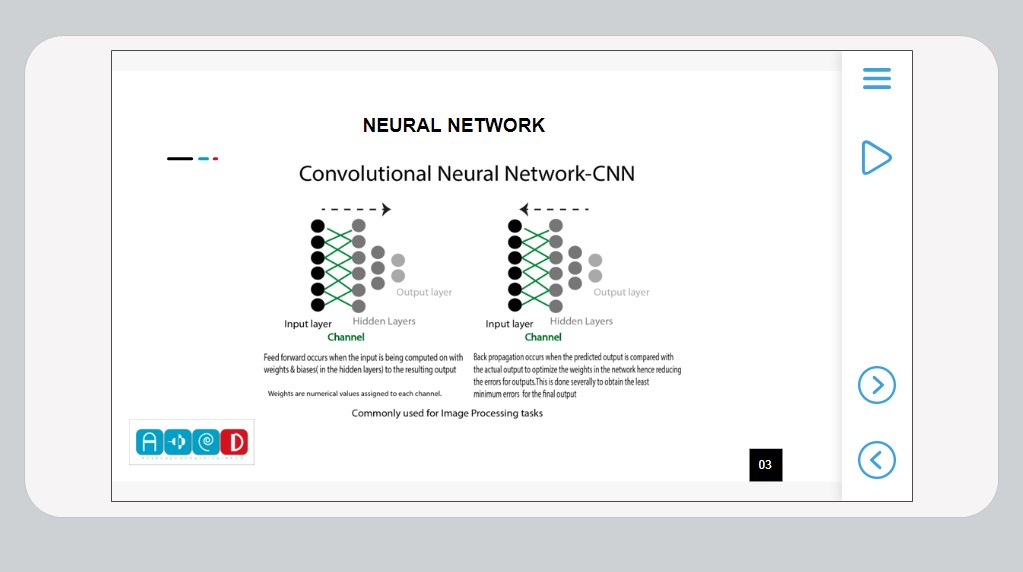 NEURAL NETWORK
Convolutional Neural Network-CNN
Output layer
Input layer
Hidden Layers
Channel
Output layer
Input layer
Hidden Layers
Channel
Feed forward occurs when the input is being computed on with
weights & biases( in the hidden layers) to the resulting output
Weights are numerical values assigned to each channel.
Back propagation occurs when the predicted output is compared with
the actual output to optimize the weights in the network hence reducing
the errors for outputs.This is done severally to obtain the least
minimum errors for the final output
Commonly used for Image Processing tasks
03